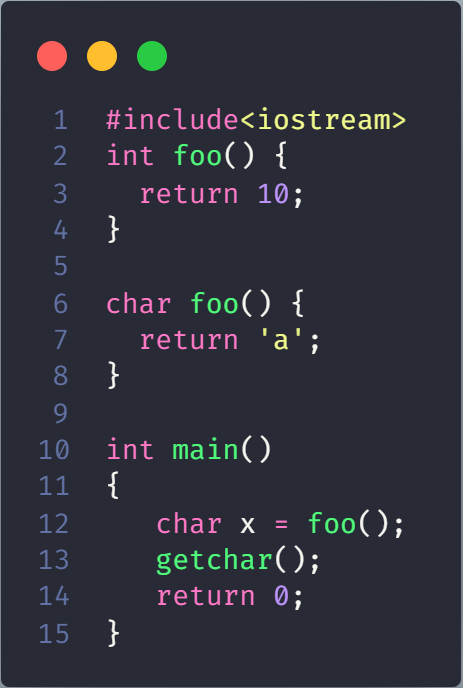 1 #include<iostream>
2 int foo() {
3   return 10;
4 }
5
6 char foo() {
7   return 'a';
8 }
9
10 int main()
11 {
12    char x = foo();
13    getchar();
14    return 0;
15 }